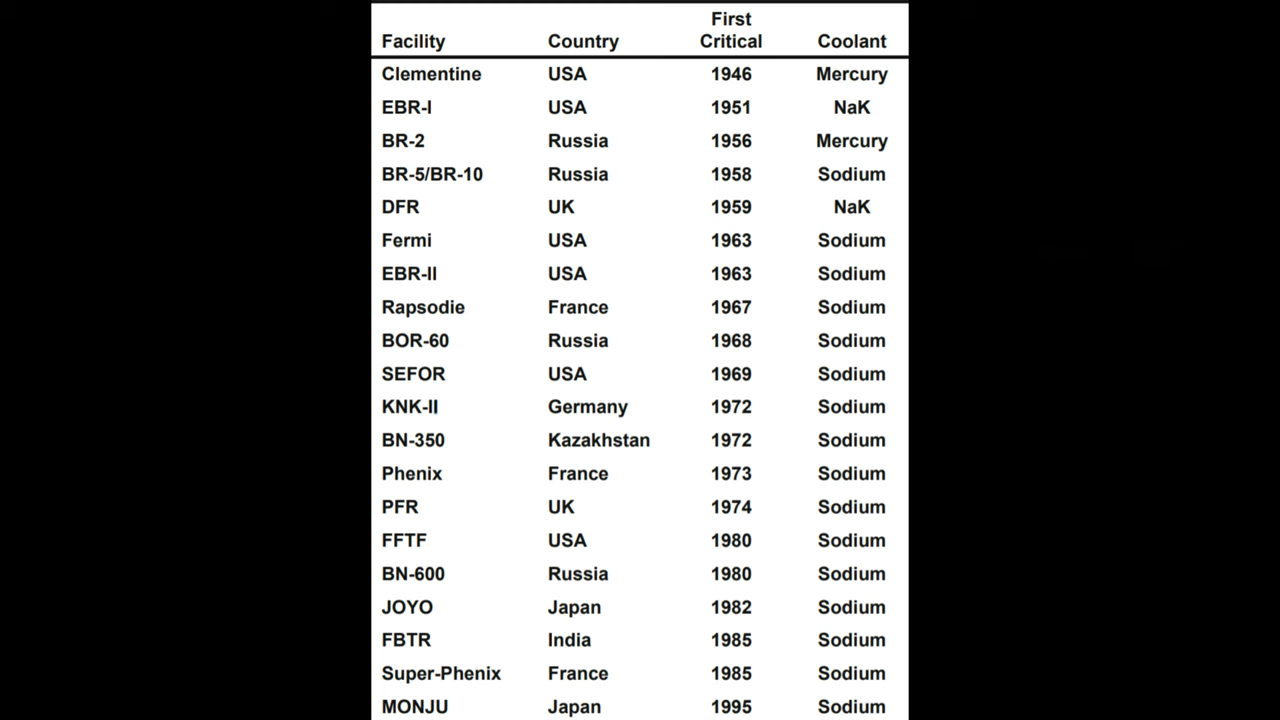 First
Facility Country Critical Coolant
Clementine USA 1946 Mercury
EBR-I USA 1951 NaK
BR-2 Russia 1956 Mercury
BR-5/BR-10 Russia 1958 Sodium
DFR UK 1959 NaK
Fermi USA 1963 Sodium
EBR-II USA 1963 Sodium
Rapsodie France 1967 Sodium
BOR-60 Russia 1968 Sodium
SEFOR USA 1969 Sodium
KNK-II Germany 1972 Sodium
BN-350 Kazakhstan 1972 Sodium
Phenix France 1973 Sodium
PFR UK 1974 Sodium
FFTF USA 1980 Sodium
BN-600 Russia 1980 Sodium
JOYO Japan 1982 Sodium
FBTR India 1985 Sodium
Super-Phenix France 1985 Sodium
MONJU Japan 1995 Sodium